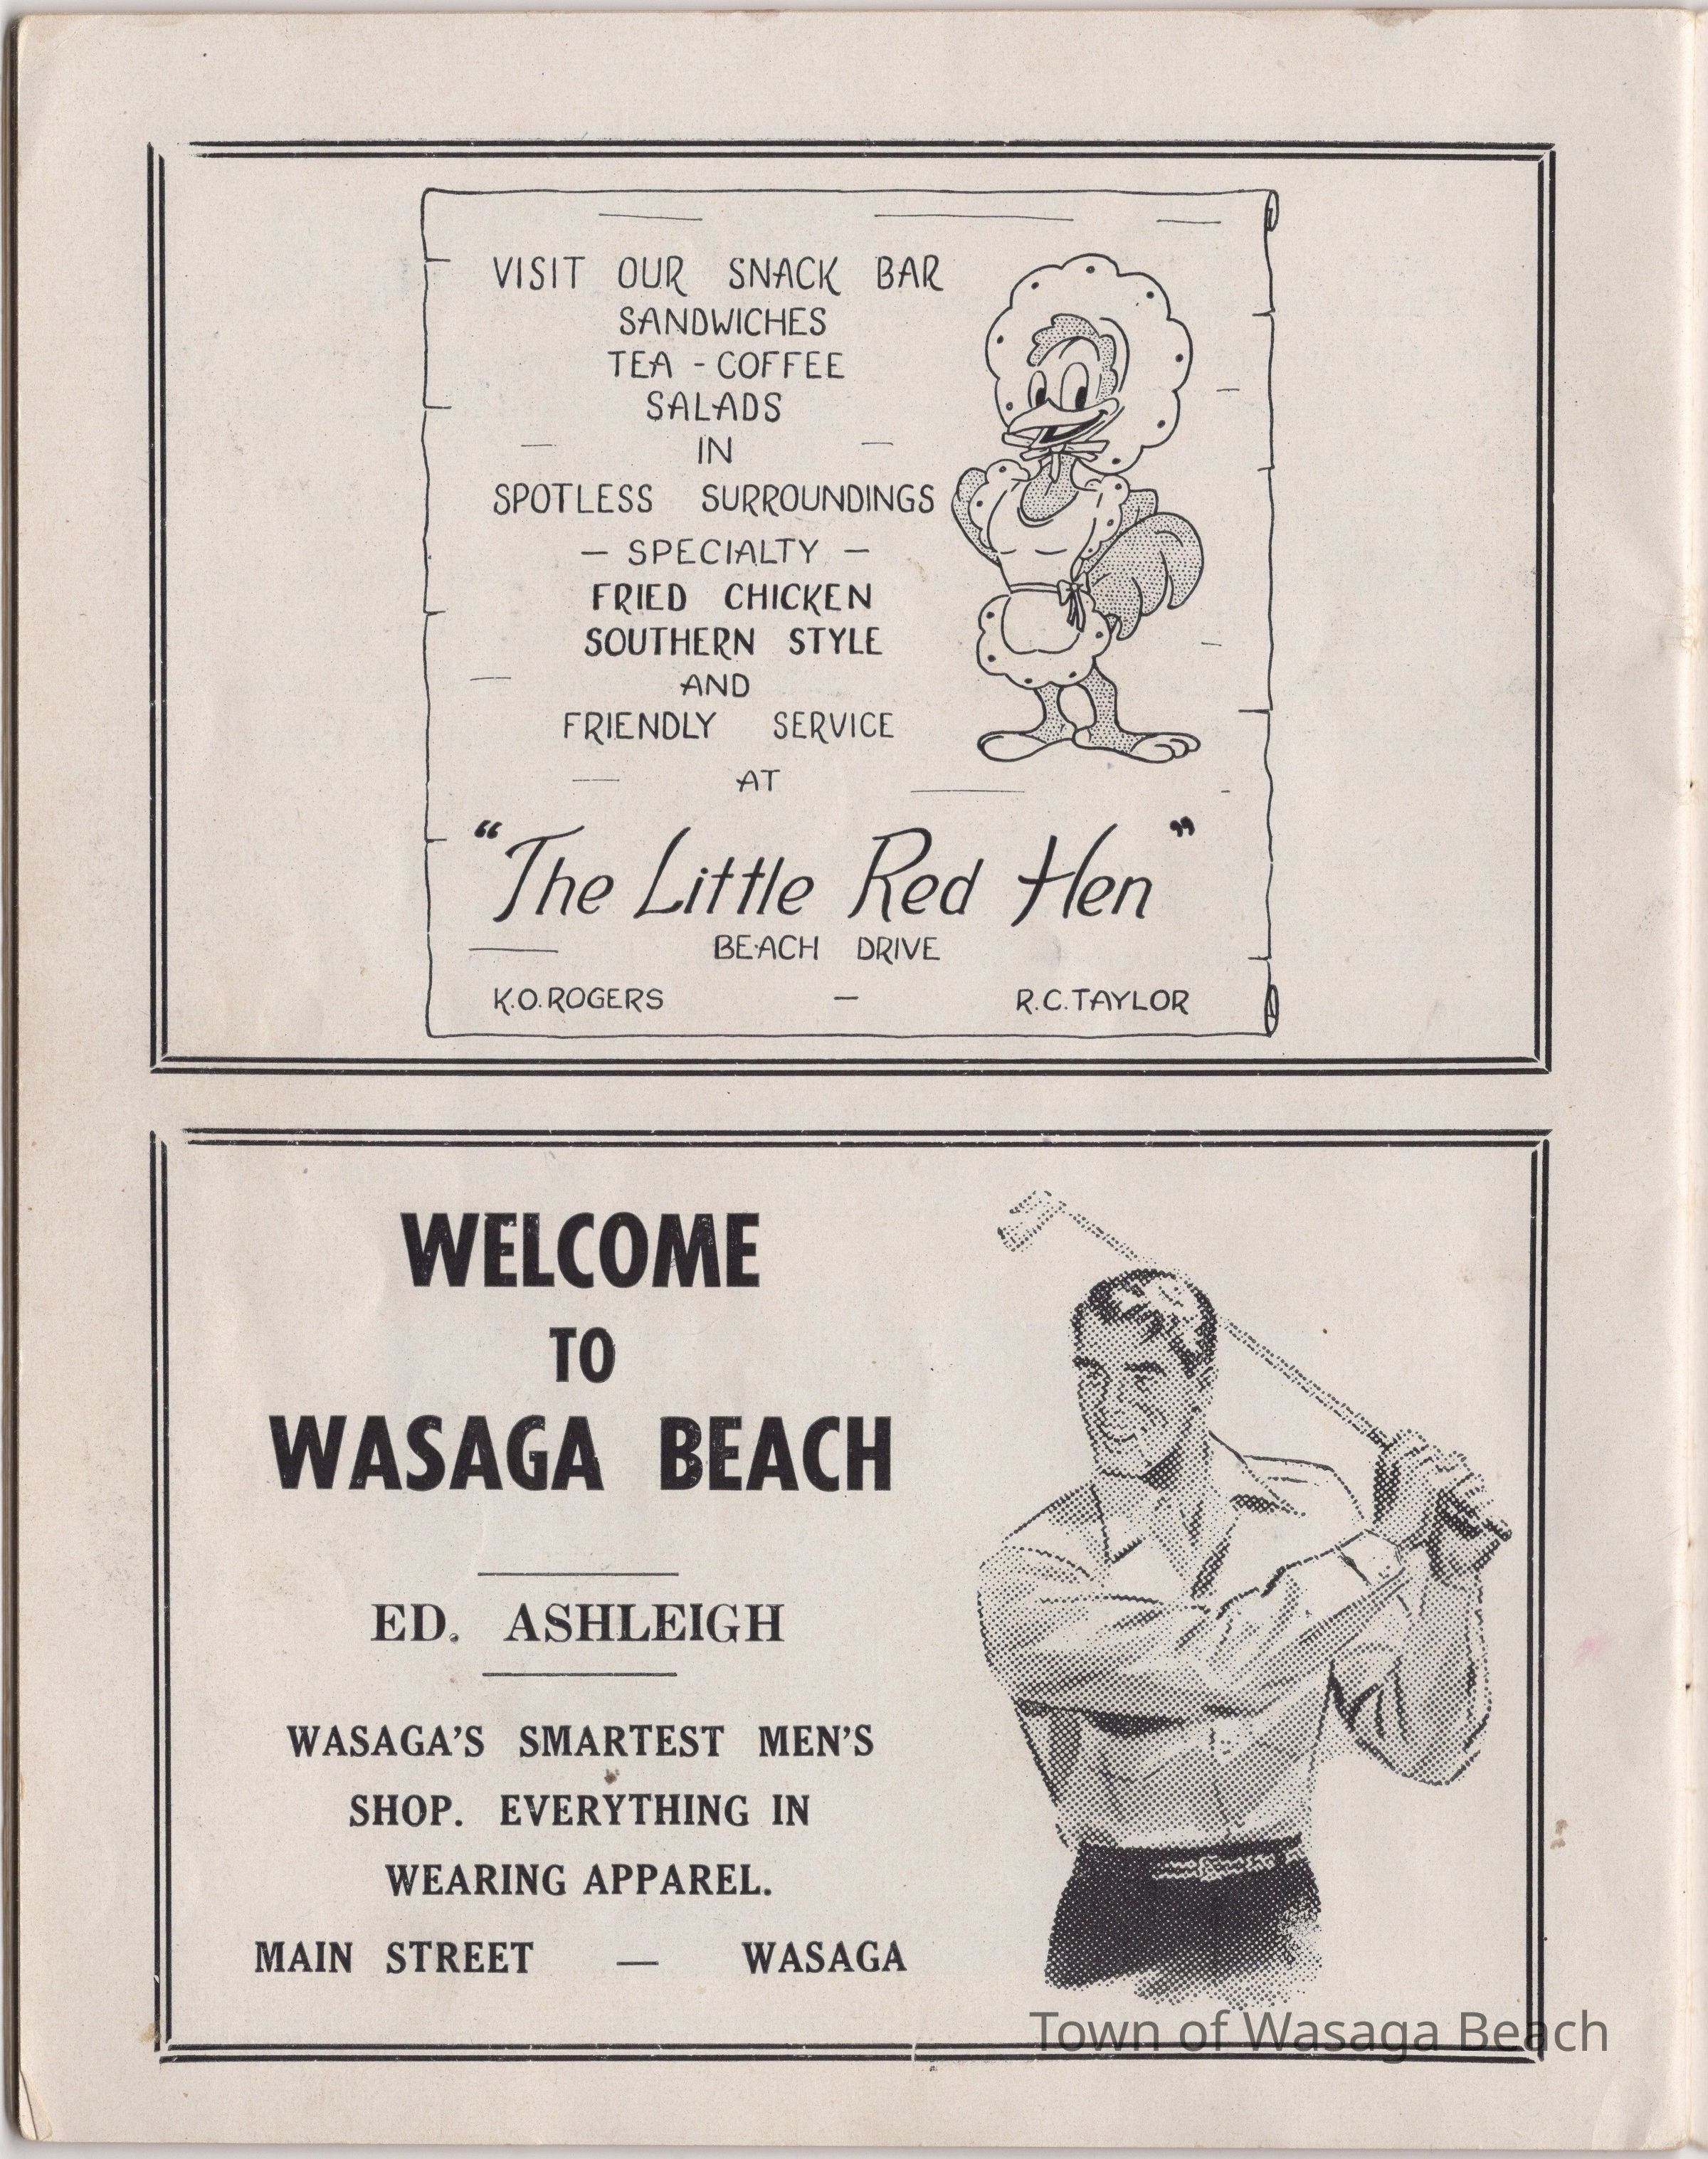 VISIT OUR SNACK BAR
SANDWICHES
TEA - COFFEE
SALADS
IN
SPOTLESS SURROUNDINGS
— SPECIALTY —
FRIED CHICKEN
SOUTHERN STYLE
AND
FRIENDLY SERVICE
AT
“The Little Red Hen”
BEACH DRIVE
K.O. ROGERS — R.C. TAYLOR
WELCOME
TO
WASAGA BEACH
ED. ASHLEIGH
WASAGA'S SMARTEST MEN'S
SHOP. EVERYTHING IN
WEARING APPAREL.
MAIN STREET — WASAGA
Town of Wasaga Beach